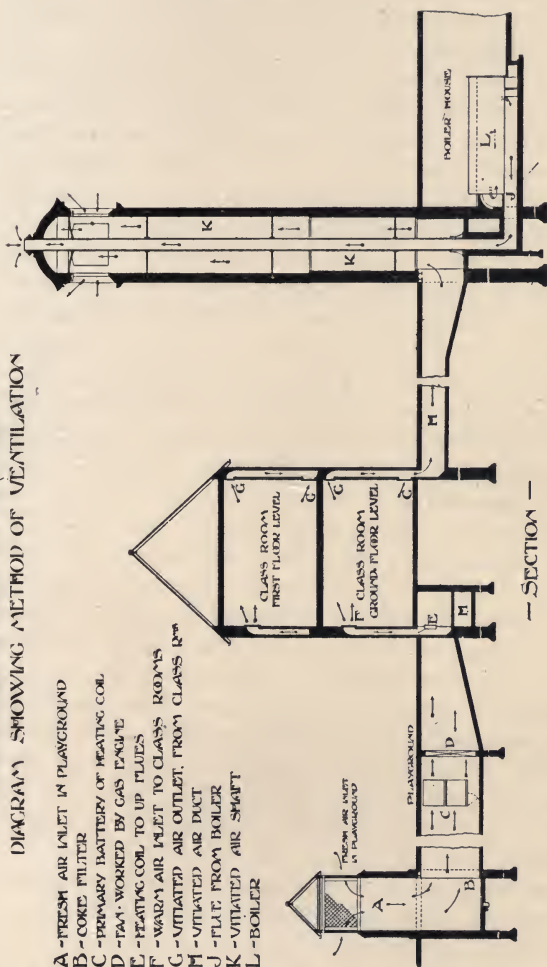 DIAGRAM SHOWING METHOD OF VENTILATION
A - FRESH AIR INLET IN PLAYGROUND
B - COKE FILTER
C - PRIMARY BATTERY OF HEATING COIL
D - FAN · WORKED BY GAS ENGINE
E - HEATING COIL TO UP FLUES
F - WARM AIR INLET TO CLASS ROOMS
G - VITIATED AIR OUTLET, FROM CLASS RMS
M - VITIATED AIR DUCT
J - FLUE FROM BOILER
K - VITIATED AIR SHAFT
L - BOILER
FRESH AIR INLET
IN PLAYGROUND
A
B
PLAYGROUND
C
D
E
M
F
CLASS ROOM
FIRST FLOOR LEVEL
CLASS ROOM
GROUND FLOOR LEVEL
G
G
G
G
M
K
K
BOILER HOUSE
L
J
- SECTION -